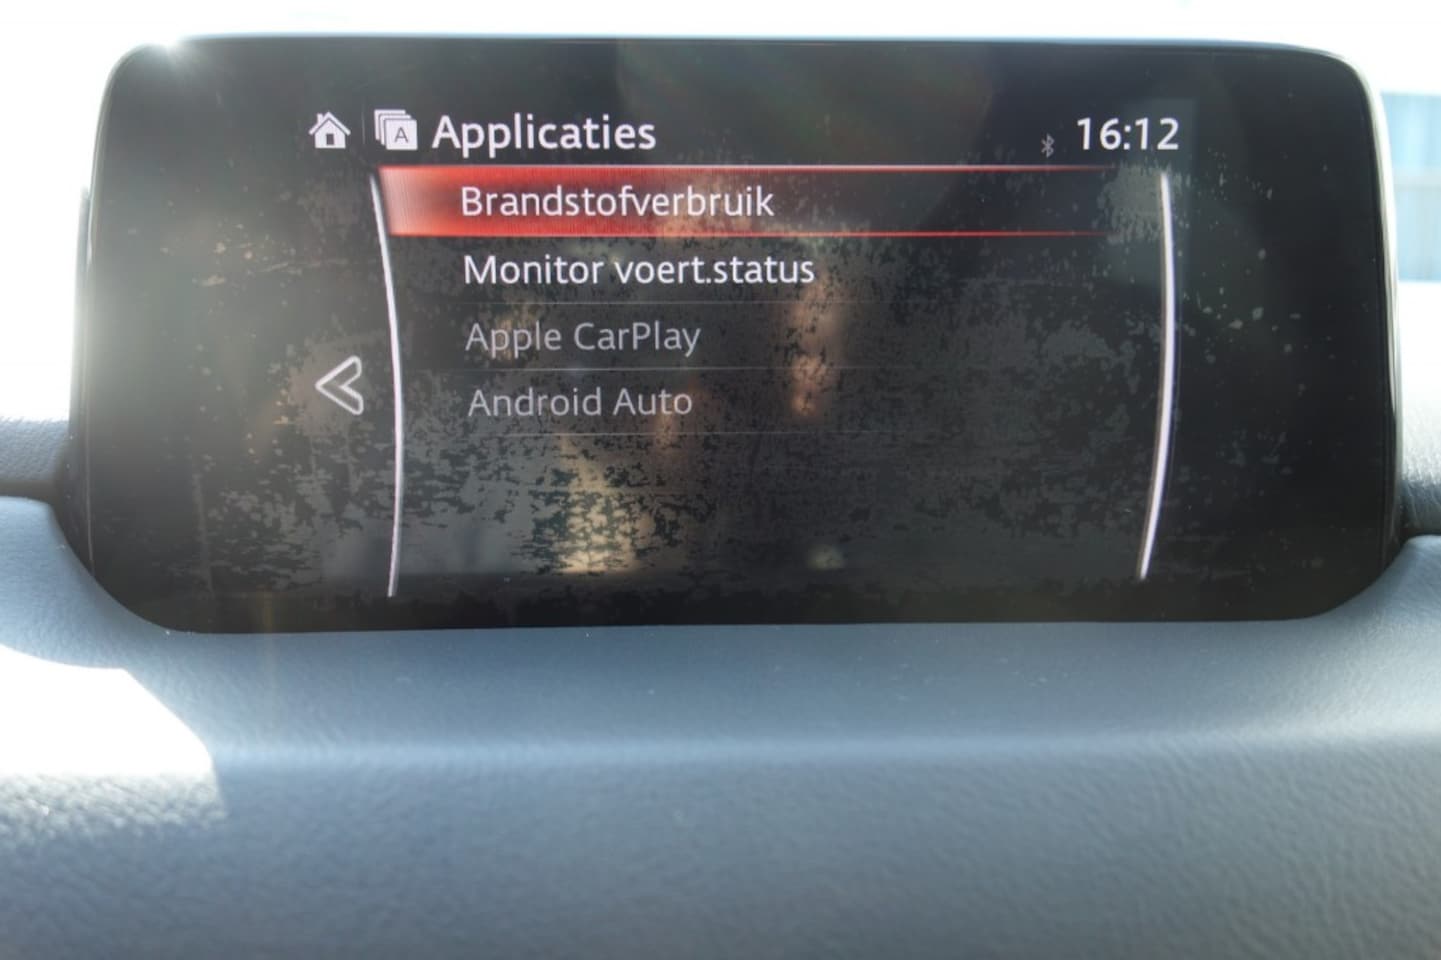 Applicaties 16:12
Brandstofverbruik
Monitor voert.status
Apple CarPlay
Android Auto